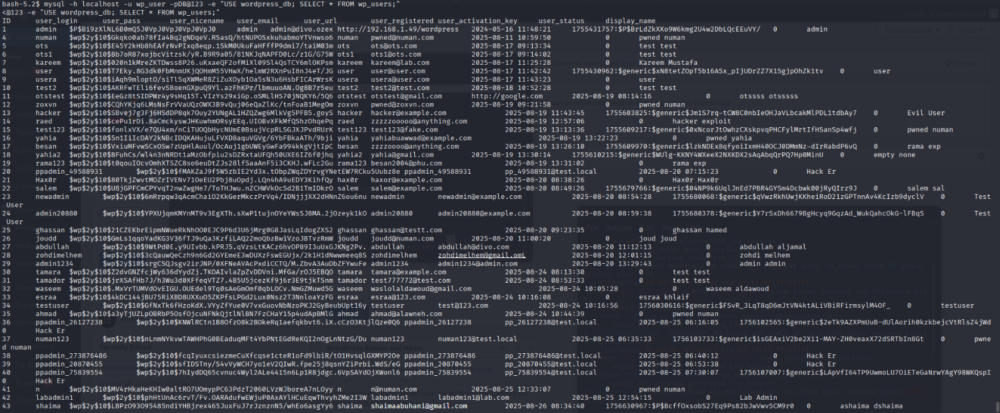 bash-5.2$ mysql -h localhost -u wp_user -pDB@123 -e "USE wordpress_db; SELECT * FROM wp_users;"
<@123 -e "USE wordpress_db; SELECT * FROM wp_users;"
ID user_login user_pass user_nicename user_email user_url user_registered user_activation_key user_status display_name
1 admin $P$Bi9zXlNL6B0mQ5J0VpJ0VpJ0VpJ0VpJ0 admin admin@divo.ozex http://192.168.1.49/wordpress 2024-05-16 11:48:21 1755431757:$P$BrLdZkXKo9W6kmg2U4w2DbLQcEEuVY/ 0 admin
4 numan $wp$2y$10$Gkqko0ab78fIa4Bq2gNDqeV.RSasQ/htNUPOSxkuhabmoYTVnwso6 numan pwned@numan.com 2025-08-11 10:59:50 0 pwned numan
5 ots $wp$2y$10$E45Y2kHb8hEAfrNvPIxq8eqp.1SkM0UkuFaHFffP9dmi7/taiM03m ots ots@ots.com 2025-08-17 09:13:34 0 test test
6 ots1 $wp$2y$10$Bb7oR87xojbcVitzsk/yR.B9R9a05/81NKJqNAPFD0Lc/z1G/G75W ots1 ots1@ots.com 2025-08-17 09:14:02 0 test test
7 kareem $wp$2y$10$020n1kMreZKTDwss8P26.uKxaeQF2ofMiXl09Sl4QsTCY6mlOKPsm kareem kareem@lab.com 2025-08-17 11:25:28 0 Kareem Mustafa
8 user $wp$2y$10$T7Eky.8G3dk0FbMnmUKjQOHmM55VHwX/helmW2RXnPuI8nJ4eT/JG user user@user.com 2025-08-17 11:42:42 1755430962:$generic$xN8tetZOpT5b16ASx_pIjUDrZZ7X1SgjpOhZk1tv 0 user
9 usera $wp$2y$10$iAqh9mloptO/siTlSqXWMeR8ZiZuXOyb1Oa5sN3u6HsbFICArWrsK usera usera@user.com 2025-08-17 11:43:23 0 user
10 test2 $wp$2y$10$AKRFwTEli6fevSBoenGXpuQ9Yl.azFhKPr/lbmuuoAN.Og8B7r5eu test2 test2@test.com 2025-08-18 10:52:28 0 test test
11 otstest $wp$2y$10$EeGz8tSIDPWr4y9sHq15T.VIzYs29xiGp.oSMLlHS70jNQKY6/5Q6 otstest otstest@gmail.com http://google.com 2025-08-19 08:14:16 0 otssss otsssss
12 zoxvn $wp$2y$10$CQhYKjq6LMsNsFrVVaUQzOWX3B9vQuj06eQaZlKc/tnFoaB1MegOm zoxvn pwned@zoxvn.com 2025-08-19 09:21:58 0 pwned numan
13 hacker $wp$2y$10$SBvej7g3Fj6HSdDP8qk7Ouy2YUNgAL1HZQZwg6MlkVg5PFB5.goyS hacker hacker@example.com 2025-08-19 11:43:45 1755603825:$generic$Jm1S7rq-tCW8C0nbIeOHJaVLbcakMlPDL1tdbAy7 0 Evil User
14 raed $wp$2y$10$cePu1rDi.8aCmckyswJHKuwhmORsyEEq.UIOBvXFkMfQShzOhqePq raed zzzzzoooo@anything.com 2025-08-19 12:57:06 0 hacker exploit
15 test123 $wp$2y$10$fonlxVX/e7QU4xm/nCiTUOQbHycNUmE0BsujVcpRLSGJXJPvdRUrK test123 test123@fake.com 2025-08-19 13:13:36 1755609217:$generic$0xNcorJtOwhzCXskpvqPHCFylMrtIfHSanSp4wfj 0 pwned numan
16 yahia $wp$2y$10$5n1IiIcDAY2kNBcIDQKAHujuLFVXD8aquVGVg/6YbFBkaATh/9bji yahia yahiabuawwad@example.com 2025-08-19 13:22:23 0 pwned yahia
17 besan $wp$2y$10$VxiuMFvwSCxOSw7zUpHlAuul/OcAuj1gbUWEyGwFa994kkgVjtIpC besan zzzzoooo@anything.com 2025-08-19 13:26:10 1755609970:$generic$lzkNDEx8qfyoiIxmH40OCJ0DMmNz-dIrRabdP6vQ 0 rama exp
18 yahia2 $wp$2y$10$BFuhCs/wl4n3nNRDt1aMzObfpiu2sDZRxtaUFQh50UXE6IZ6f0jhq yahia2 yahia@gmail.com 2025-08-19 13:30:14 1755610215:$generic$WUlg-KKNY4WXeeX2NXKDX2sAqAbqQrPQ7Hp0MinU 0 empty none
19 rama123 $wp$2y$10$t0qouIOcvOmhXTSZC8so6euDtZJs28lfSaaAnF5i3CKHJ.wFLc2Gu rama123 besan2004@phu.com 2025-08-19 13:31:02 0 rama exp
20 ppadmin_49588931 $wp$2y$10$fMAKZaJ9f5W5zbIE2Yd3x.tObpZWqZDYrvgYNetEW7RCku5Uubz8e ppadmin_49588931 pp_49588931@test.local 2025-08-20 07:15:23 0 Hack Er
21 Hax0r $wp$2y$10$80TkjZwvtMOZrIVENv71OeEU2Pbj8uOpdj.LQn4hA9uEDY3KihfQy hax0r haxor@example.com 2025-08-20 08:38:26 0 Hax0r Hax0r
22 salem $wp$2y$10$U8jGPFCmCPYvqT2nwZwgHe7/ToTHJwu.nZCHWVkOcSd2B1TmIDkrO salem salem@example.com 2025-08-20 08:49:26 1755679766:$generic$04NP9k6UqlJnEd7PBR4GYSm4Dcbwk00jRyQIrz9J 0 salem sal
23 newadmin $wp$2y$10$6mRrpqw3qAcmChaiO2KkGerMkczPrVq4/IDNjjjXX2dHNnZ6ou6nu newadmin newadmin@example.com 2025-08-20 08:54:28 1755680068:$generic$qVwzRkhUwjKKheiRoD21zGPTnnAv4KcIzb9dyclV 0 Test
User
24 admin20880 $wp$2y$10$YPXUjqmKMYnMT9v3EgXTh.sXwP1tujnOYeYWsSJ8MA.2jOzeyk1kO admin20880 admin20880@example.com 2025-08-20 08:59:38 1755680378:$generic$Y7rSxDh6679BgHcyq9GqzAd_WukQahcOkG-lFBqS 0 Test
User
25 ghassan $wp$2y$10$21CZEKbrEipmNWueRkNhOO0EJC9P6d3U6jMrg0G8JasLqIdogZXS2 ghassan ghassan@testt.com 2025-08-20 09:23:35 0 ghassan hamed
26 joudd $wp$2y$10$GmLs1qqoYadKG3V36fTJ9uQa3KzfiLAQ2ZmoQbzBwiVzoJBTvzRmW joudd joudd@numan.com 2025-08-20 11:00:20 0 joud joud
27 abdullah $wp$2y$10$9WtPd0E.y9UIvbb.kPRJ5.qVzsLtKACz6hvOP89I3uUxGJKNg2Pv. abdullah abdullah@divo.com 2025-08-20 11:12:13 0 abdullah aljamal
28 zohdimelhem $wp$2y$10$3cQauwQeCzh9n6Gd2GYEmeE3wDUXzFswEGUjx/2k1H1dNwwmeeq8S zohdimelhem zohdimelhem@gmail.omL 2025-08-20 12:01:15 0 zohdi melhem
29 admin1234 $wp$2y$10$srgCSQJsgv2irJNP/0XFNeAVAcPxdiCCTQ/M.ZbvA3AuDbZFYwuFe admin1234 admin1234@admin.com 2025-08-20 13:29:43 0 admin admin
30 tamara $wp$2y$10$Z2dvGNZfcjWy636dYydZj.TKOAIvlaZpZvDDVni.MfGa/rOJ5EBQO tamara tamara@example.com 2025-08-24 08:13:30 0 test test
31 tamador $wp$2y$10$jrXSAfHb7J/h3Wu3d0XFfeqVTZ7.4B5U5jcezKf9j6r3E9tjKTSnm tamador test777772@test.com 2025-08-24 08:53:33 0 test test
32 waseem $wp$2y$10$.MxVrTUMVdOvEIGU.OUEdel9Tq0sAeGmOmf0qbLOCv.NmGZMuwd5G waseem waslolaldawoud@gmail.com 2025-08-24 10:05:28 0 waseem aldawoud
33 esraa $wp$2y$10$4kDC144jBU75RiXBD8UXXuO5ZKPfsLPGd2Lux0Nsz2T3NnloaYzFG esraa esraa@123.com 2025-08-24 10:16:08 0 esraa khlaif
34 testuser $wp$2y$10$GfNxTk6fHzoKdX.VYyZfYue0V7vxGuovNbNzoPKJ2GyBeubUpt16y testuser test@123.com 2025-08-24 10:16:56 1756030616:$generic$FSvR_3LqT8qD6mJtVN4ktALiVBiRFirmsylM4OF_ 0 testuser
35 ahmad $wp$2y$10$a3yTjUZLpOBRbP5OsfOjcuNFNkQjtlNlBN7FzCHaY15p4udApBMlG ahmad ahmad@alawneh.com 2025-08-24 10:44:39 0 pwned numan
36 pp_26127238 $wp$2y$10$KNWlRCtn1B8OfzO8k2BOkeRq1aefqkbvt6.iX.cCzO3KtjlQze0Q6 pp_26127238 pp_26127238@test.local 2025-08-25 06:16:05 1756102565:$generic$2eTk9AZXPmUuB-dUlAorih0kzkbejcVtRlsZ4jWd
0 Hack Er
37 numan123 $wp$2y$10$nLnmNYkvwTAWHPhG0BEaduqMFt4YbPNtEGdReKQI2nOgLnNtzG/Du numan123 numan123@test.local 2025-08-25 06:35:33 1756103733:$generic$isGEAxiV2be2Xi1-MAY-ZH0veaxX72dSRTbIn8Gt 0 pwne
d numan
38 ppadmin_273876486 $wp$2y$10$fcqIyuxcsiezmeCuXfcqse1cteR1oFd9lbiR/tO1HvsqlGXMYP2Oe ppadmin_273876486 pp_273876486@test.local 2025-08-25 06:40:12 0 Hack Er
39 ppadmin_20870455 $wp$2y$10$sfIDSTny/S4vVyWCH7yo1eV2QIwR.fpe25j8qsnYZiPrbi.WdS/eG ppadmin_20870455 pp_20870455@test.local 2025-08-25 06:53:38 0 Hack Er
40 ppadmin_75839554 $wp$2y$10$7hIydDQ65cvnuc4Wyl2ALe4415n6Lp1R8jdgc.6VpSAYdOjXWonl6 ppadmin_75839554 pp_75839554@test.local 2025-08-25 07:30:07 1756107007:$generic$LApVfI64TP9UwmoLU7OiETeGaNrwYAgY98WKQspI
0 Hack Er
41 n $wp$2y$10$MV4rHkaHeKHIw0altRO7UOmypPC63PdzT2060LVzWJboreA7nLOyy n n@numan.com 2025-08-25 12:33:07 0 pwned numan
42 labadmin1 $wp$2y$10$phHtUnAc6rvT/Fv.OARAdufwEWjuP0AxAYlHCuEqwThvyhZMe2I3W labadmin1 labadmin1@lab.com 2025-08-25 12:54:15 0 Lab Admin
43 shaima $wp$2y$10$LBPzO93O95485ndiYHBjrex465JuxFuJ7rJznznN5/whEo6asgYy6 shaima shaimaabuhani@gmail.com 2025-08-26 08:34:40 1756630967:$P$BcffOxsobS27Eq9Ps82bJwVwvSCM9r0 0 ashaima dshaima